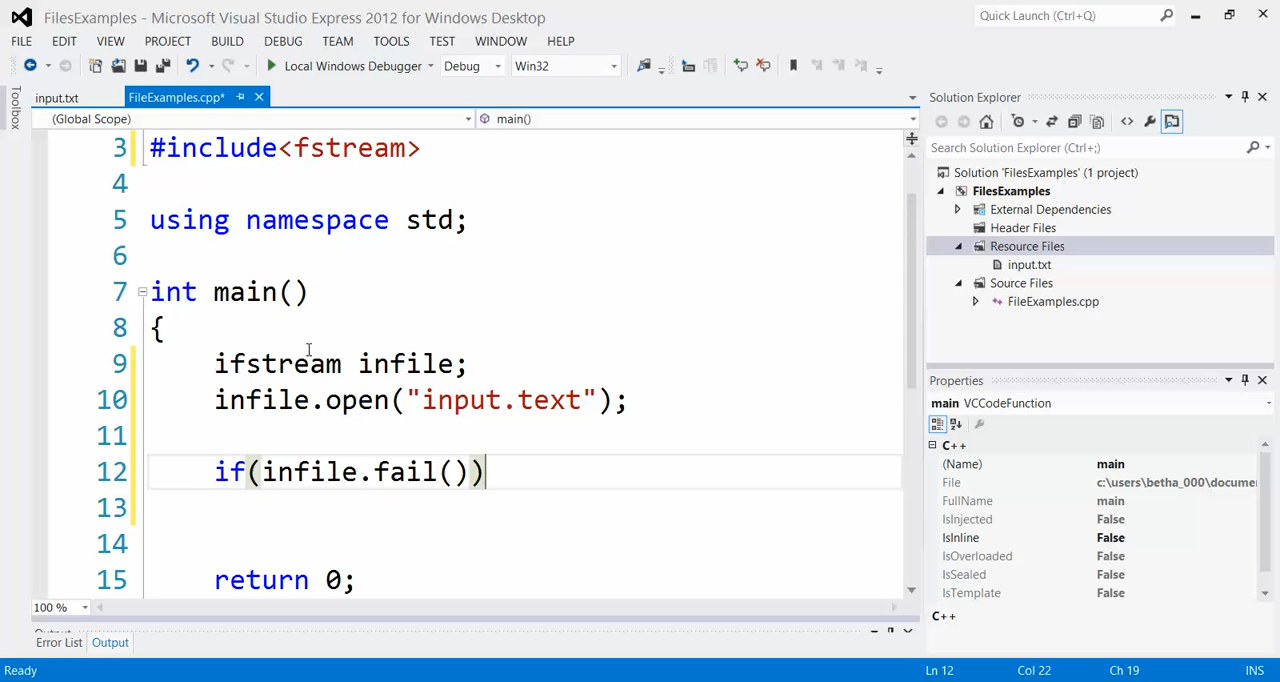 FilesExamples - Microsoft Visual Studio Express 2012 for Windows Desktop
Quick Launch (Ctrl+Q)
FILE EDIT VIEW PROJECT BUILD DEBUG TEAM TOOLS TEST WINDOW HELP
Local Windows Debugger Debug Win32
Toolbox
input.txt FileExamples.cpp*
(Global Scope) main()
3 #include<fstream>
4
5 using namespace std;
6
7 int main()
8 {
9 ifstream infile;
10 infile.open("input.text");
11
12 if(infile.fail())
13
14
15 return 0;
100 %
Output
Error List Output
Solution Explorer
Search Solution Explorer (Ctrl+;)
Solution 'FilesExamples' (1 project)
FilesExamples
External Dependencies
Header Files
Resource Files
input.txt
Source Files
FileExamples.cpp
Properties
main VCCodeFunction
C++
(Name) main
File c:\users\betha_000\docume
FullName main
IsInjected False
IsInline False
IsOverloaded False
IsSealed False
IsTemplate False
C++
Ready Ln 12 Col 22 Ch 19 INS